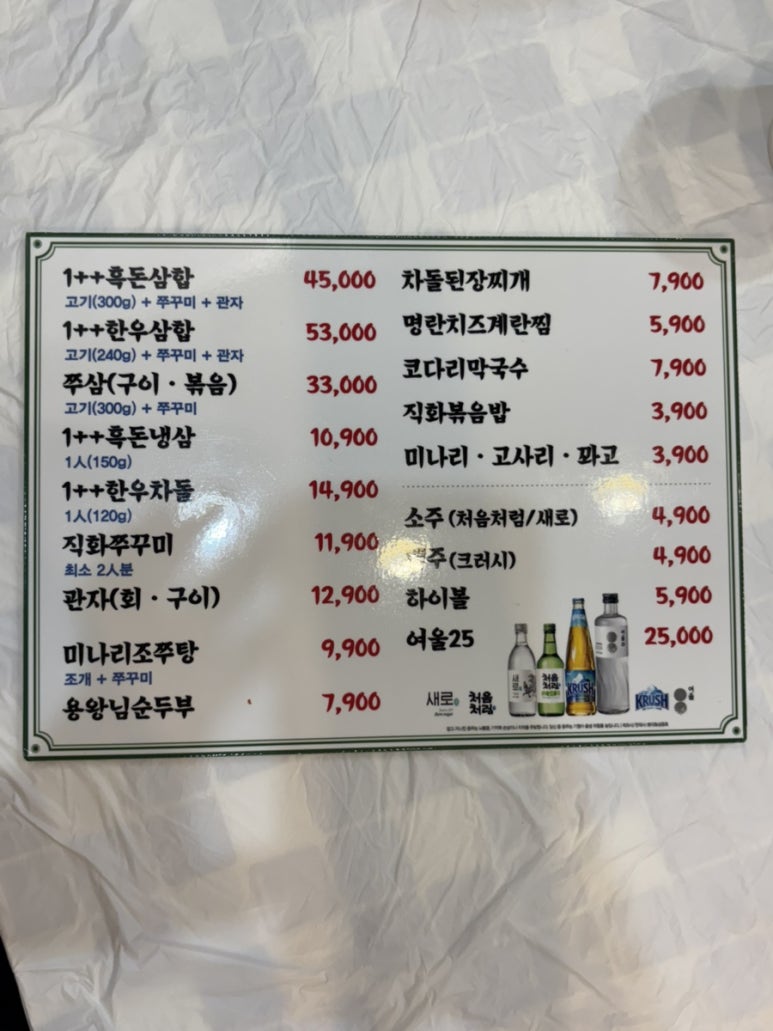 1++흑돈삼합 45,000
고기(300g) + 쭈꾸미 + 관자
1++한우삼합 53,000
고기(240g) + 쭈꾸미 + 관자
쭈삼(구이 · 볶음) 33,000
고기(300g) + 쭈꾸미
1++흑돈냉삼 10,900
1人(150g)
1++한우차돌 14,900
1人(120g)
직화쭈꾸미 11,900
최소 2人분
관자(회 · 구이) 12,900
미나리조쭈탕 9,900
조개 + 쭈꾸미
용왕님순두부 7,900
차돌된장찌개 7,900
명란치즈계란찜 5,900
코다리막국수 7,900
직화볶음밥 3,900
미나리 · 고사리 · 꽈고 3,900
소주 (처음처럼/새로) 4,900
맥주 (크러시) 4,900
하이볼 5,900
여울25 25,000
새로
처음처럼
KRUSH
여울